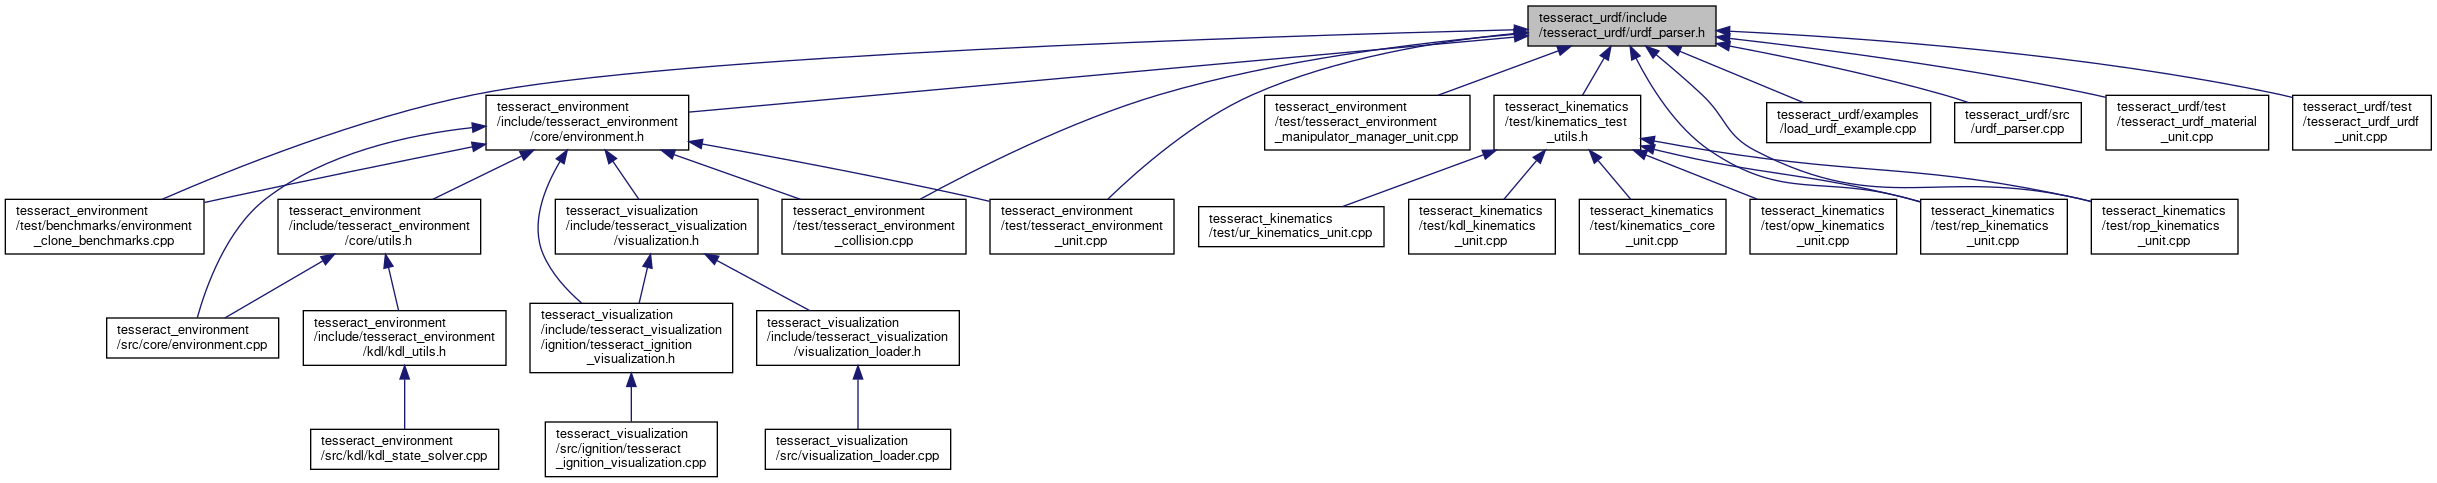 tesseract_urdf/include
/tesseract_urdf/urdf_parser.h
tesseract_environment
/include/tesseract_environment
/core/environment.h
tesseract_environment
/test/tesseract_environment
_manipulator_manager_unit.cpp
tesseract_kinematics
/test/kinematics_test
_utils.h
tesseract_urdf/examples
/load_urdf_example.cpp
tesseract_urdf/src
/urdf_parser.cpp
tesseract_urdf/test
/tesseract_urdf_material
_unit.cpp
tesseract_urdf/test
/tesseract_urdf_urdf
_unit.cpp
tesseract_environment
/test/benchmarks/environment
_clone_benchmarks.cpp
tesseract_environment
/include/tesseract_environment
/core/utils.h
tesseract_visualization
/include/tesseract_visualization
/visualization.h
tesseract_environment
/test/tesseract_environment
_collision.cpp
tesseract_environment
/test/tesseract_environment
_unit.cpp
tesseract_kinematics
/test/ur_kinematics_unit.cpp
tesseract_kinematics
/test/kdl_kinematics
_unit.cpp
tesseract_kinematics
/test/kinematics_core
_unit.cpp
tesseract_kinematics
/test/opw_kinematics
_unit.cpp
tesseract_kinematics
/test/rep_kinematics
_unit.cpp
tesseract_kinematics
/test/rop_kinematics
_unit.cpp
tesseract_environment
/src/core/environment.cpp
tesseract_environment
/include/tesseract_environment
/kdl/kdl_utils.h
tesseract_visualization
/include/tesseract_visualization
/ignition/tesseract_ignition
_visualization.h
tesseract_visualization
/include/tesseract_visualization
/visualization_loader.h
tesseract_environment
/src/kdl/kdl_state_solver.cpp
tesseract_visualization
/src/ignition/tesseract
_ignition_visualization.cpp
tesseract_visualization
/src/visualization_loader.cpp